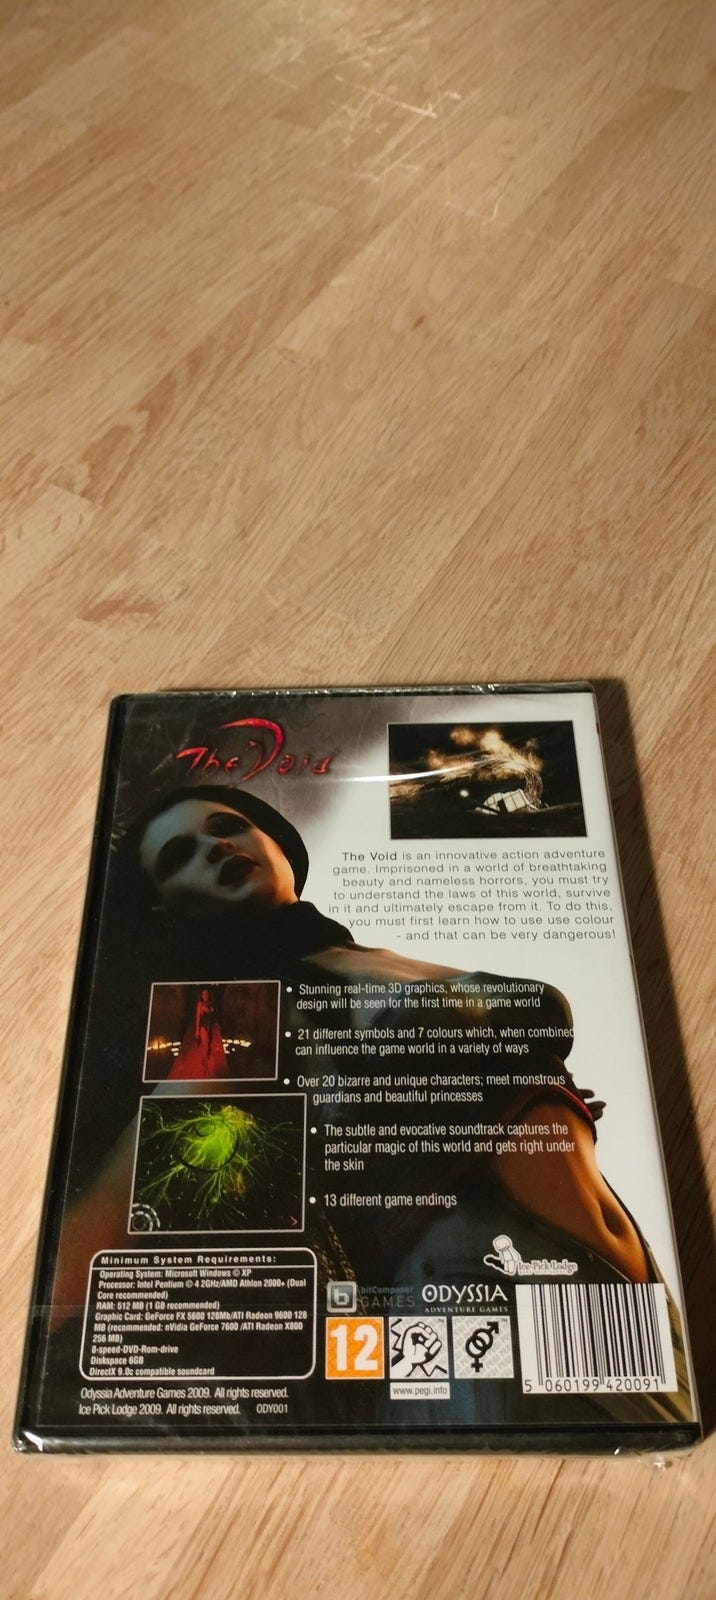 The Void
The Void is an innovative action adventure
game. Imprisoned in a world of breathtaking
beauty and nameless horrors, you must try
to understand the laws of this world, survive
in it and ultimately escape from it. To do this,
you must first learn how to use use colour
- and that can be very dangerous!
• Stunning real-time 3D graphics, whose revolutionary
design will be seen for the first time in a game world
• 21 different symbols and 7 colours which, when combined
can influence the game world in a variety of ways
• Over 20 bizarre and unique characters; meet monstrous
guardians and beautiful princesses
• The subtle and evocative soundtrack captures the
particular magic of this world and gets right under
the skin
• 13 different game endings
Minimum System Requirements:
Operating System: Microsoft Windows © XP
Processor: Intel Pentium © 4 2GHz/AMD Athlon 2000+ (Dual
Core recommended)
RAM: 512 MB (1 GB recommended)
Graphic Card: GeForce FX 5600 128Mb/ATI Radeon 9600 128
MB (recommended: nVidia GeForce 7600 /ATI Radeon X800
256 MB)
8-speed-DVD-Rom-drive
Diskspace 6GB
DirectX 9.0c compatible soundcard
Odyssia Adventure Games 2009. All rights reserved.
Ice Pick Lodge 2009. All rights reserved. ODY001
Ice-Pick Lodge
b bitComposer
GAMES
ODYSSIA
ADVENTURE GAMES
12
www.pegi.info
5 060199 420091